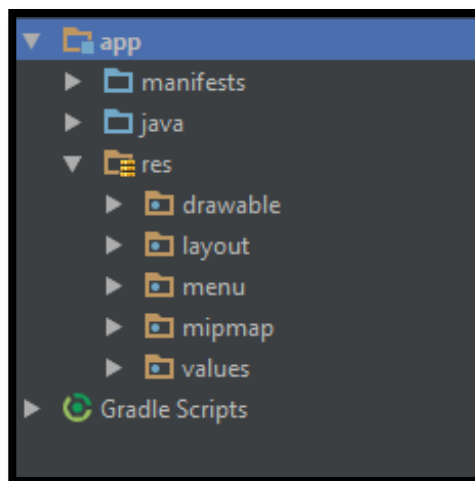 app
manifests
java
res
drawable
layout
menu
mipmap
values
Gradle Scripts